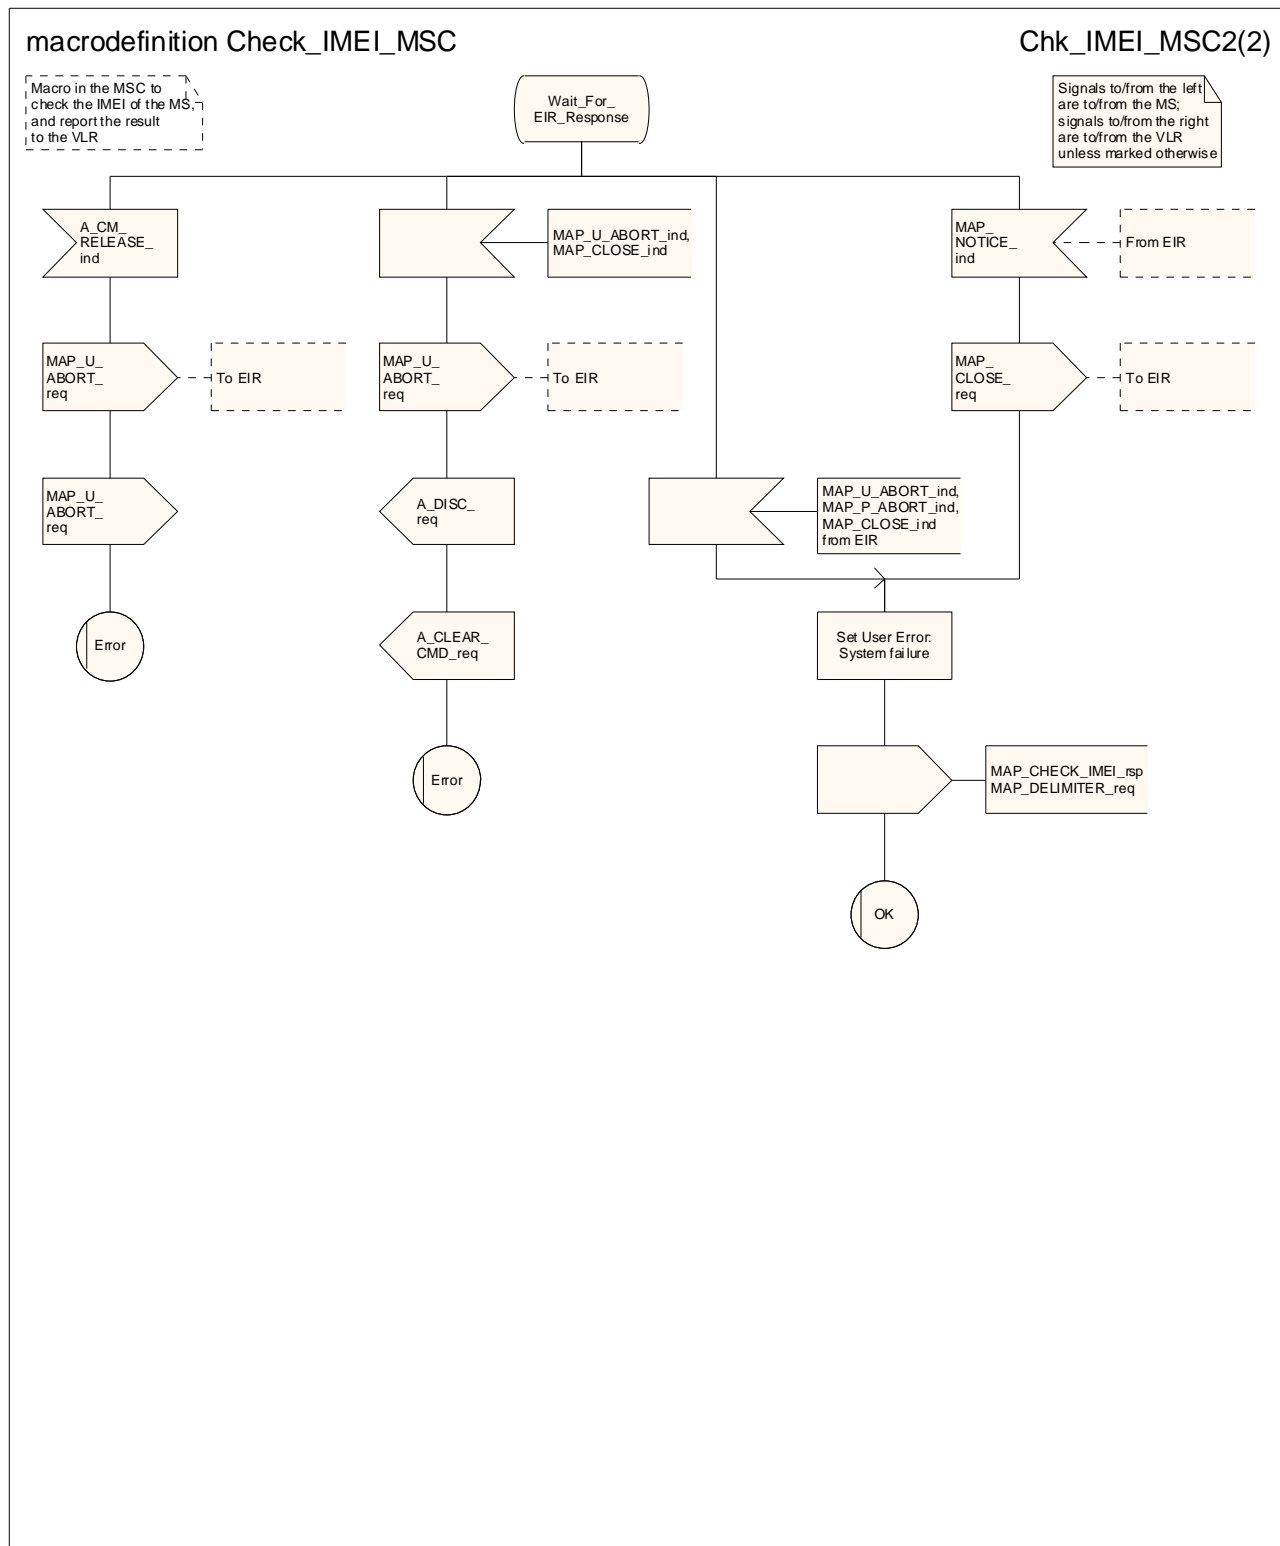 macrodefinition Check_IMEI_MSC
Chk_IMEI_MSC2(2)
Macro in the MSC to
check the IMEI of the MS,
and report the result
to the VLR
Wait_For_
EIR_Response
Signals to/from the left
are to/from the MS;
signals to/from the right
are to/from the VLR
unless marked otherwise
A_CM_
RELEASE_
ind
MAP_U_ABORT_ind,
MAP_CLOSE_ind
MAP_
NOTICE_
ind
From EIR
MAP_U_
ABORT_
req
To EIR
MAP_U_
ABORT_
req
To EIR
MAP_
CLOSE_
req
To EIR
MAP_U_
ABORT_
req
A_DISC_
req
MAP_U_ABORT_ind,
MAP_P_ABORT_ind,
MAP_CLOSE_ind
from EIR
Error
A_CLEAR_
CMD_req
Set User Error:
System failure
Error
MAP_CHECK_IMEI_rsp
MAP_DELIMITER_req
OK